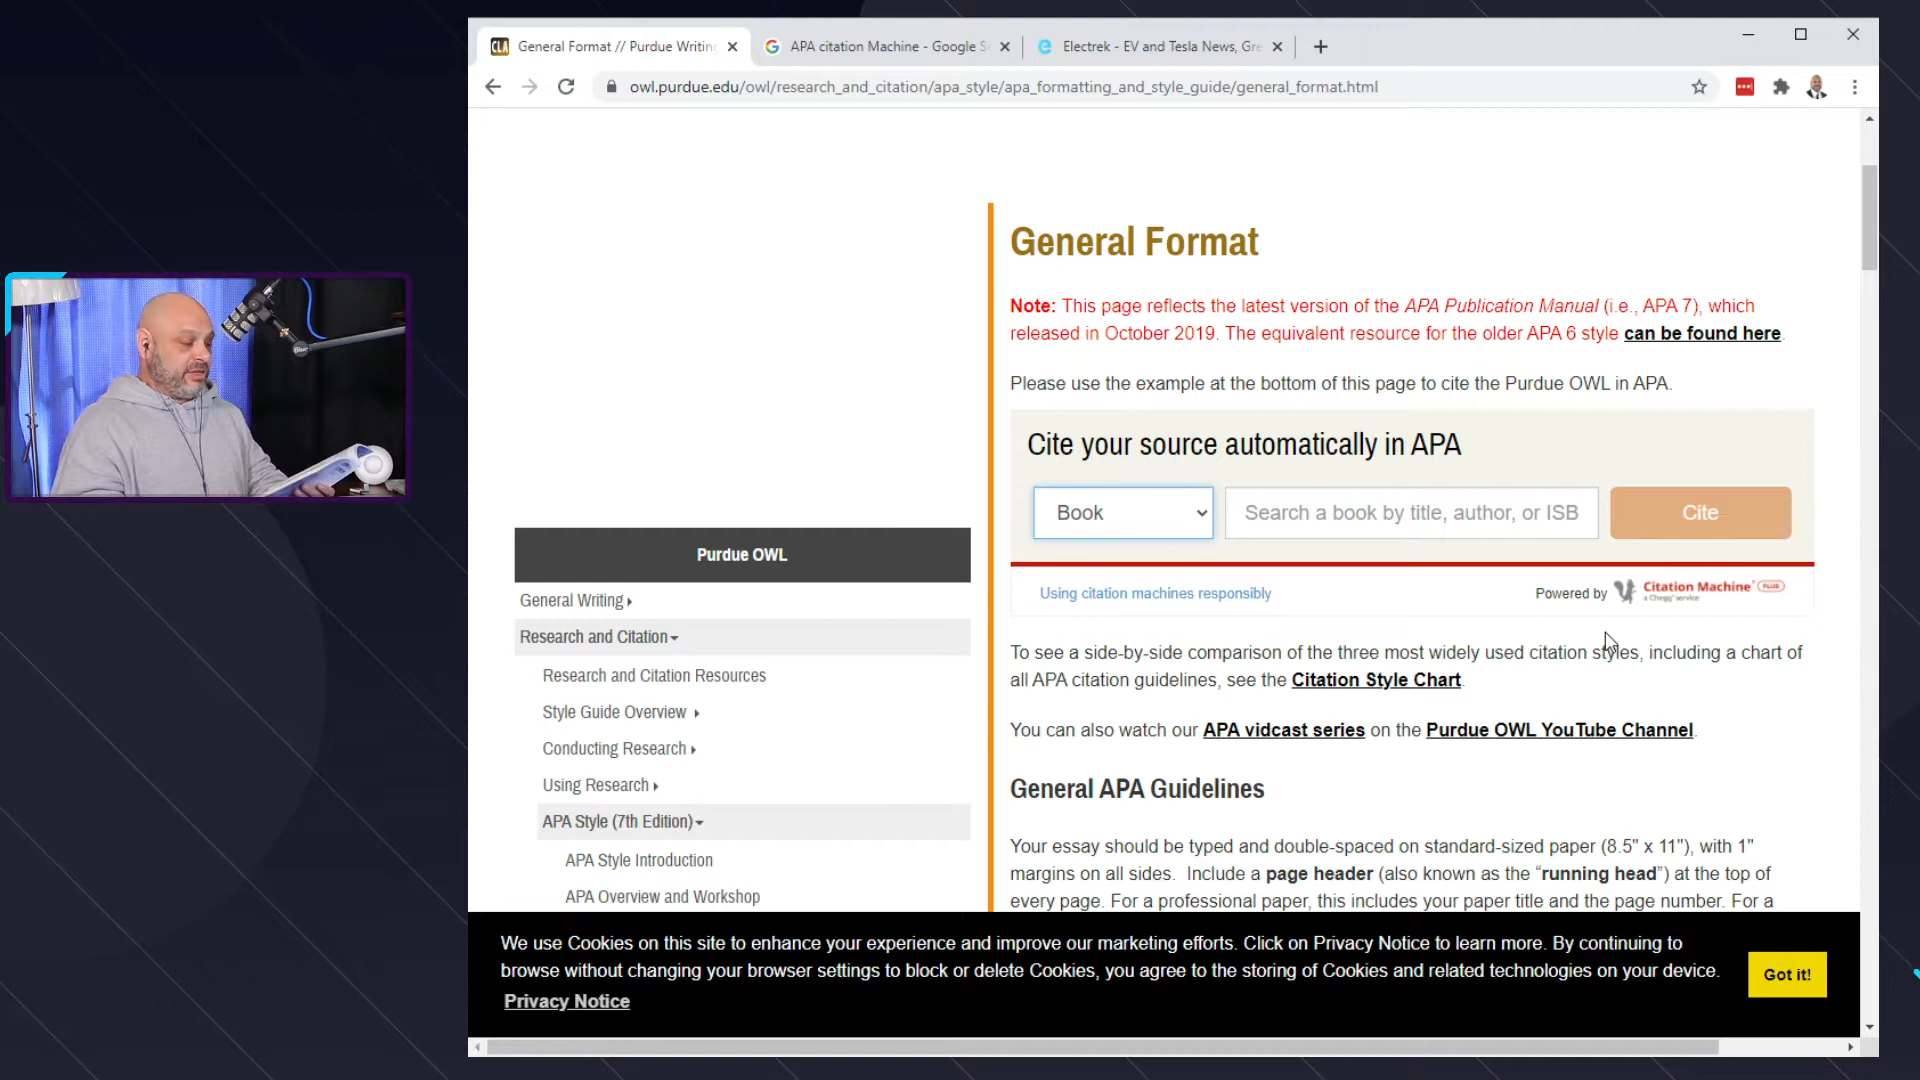 General Format // Purdue Writing
APA citation Machine - Google S
Electrek - EV and Tesla News, Gre
owl.purdue.edu/owl/research_and_citation/apa_style/apa_formatting_and_style_guide/general_format.html
General Format
Note: This page reflects the latest version of the APA Publication Manual (i.e., APA 7), which
released in October 2019. The equivalent resource for the older APA 6 style can be found here.
Please use the example at the bottom of this page to cite the Purdue OWL in APA.
Cite your source automatically in APA
Book
Search a book by title, author, or ISB
Cite
Using citation machines responsibly
Powered by
Citation Machine PLUS
a Chegg service
To see a side-by-side comparison of the three most widely used citation styles, including a chart of
all APA citation guidelines, see the Citation Style Chart.
You can also watch our APA vidcast series on the Purdue OWL YouTube Channel.
General APA Guidelines
Your essay should be typed and double-spaced on standard-sized paper (8.5" x 11"), with 1"
margins on all sides. Include a page header (also known as the “running head”) at the top of
every page. For a professional paper, this includes your paper title and the page number. For a
Purdue OWL
General Writing
Research and Citation
Research and Citation Resources
Style Guide Overview
Conducting Research
Using Research
APA Style (7th Edition)
APA Style Introduction
APA Overview and Workshop
We use Cookies on this site to enhance your experience and improve our marketing efforts. Click on Privacy Notice to learn more. By continuing to
browse without changing your browser settings to block or delete Cookies, you agree to the storing of Cookies and related technologies on your device.
Privacy Notice
Got it!